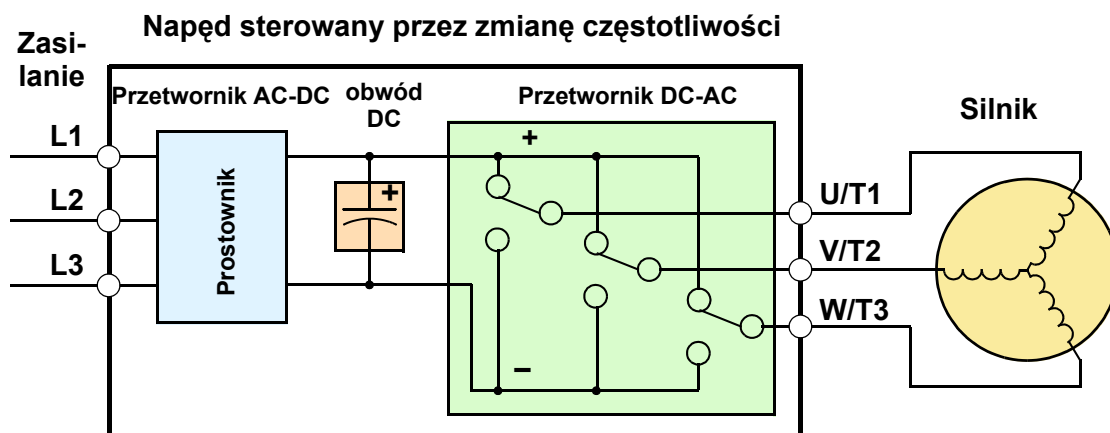 Napęd sterowany przez zmianę częstotliwości
Zasi-
lanie
Przetwornik AC-DC
obwód
DC
Przetwornik DC-AC
Silnik
L1
L2
L3
Prostownik
+
+
–
U/T1
V/T2
W/T3